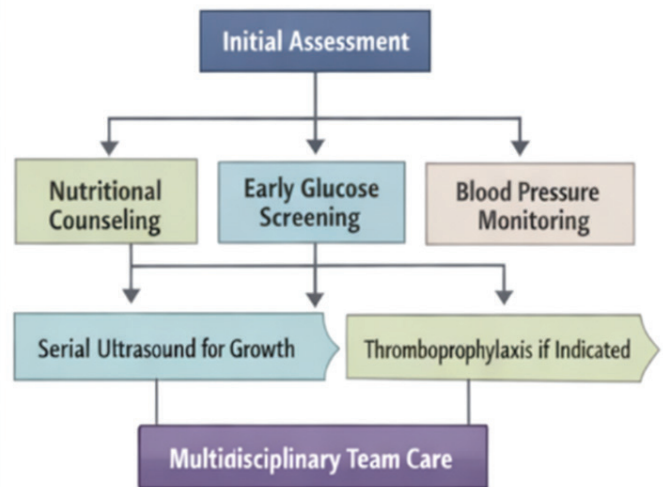 Initial Assessment
Nutritional
Counseling
Early Glucose
Screening
Blood Pressure
Monitoring
Serial Ultrasound for Growth
Thromboprophylaxis if Indicated
Multidisciplinary Team Care